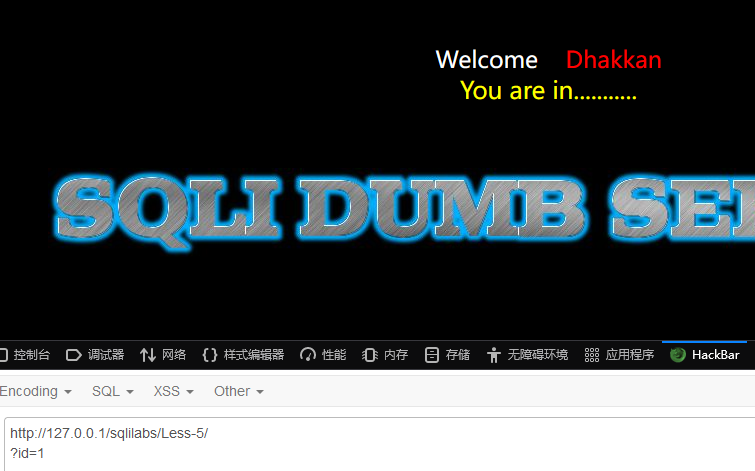 Welcome Dhakkan
You are in...........
SQLI DUMB SE
控制台 调试器 网络 样式编辑器 性能 内存 存储 无障碍环境 应用程序 HackBar
Encoding SQL XSS Other
http://127.0.0.1/sqlilabs/Less-5/
?id=1